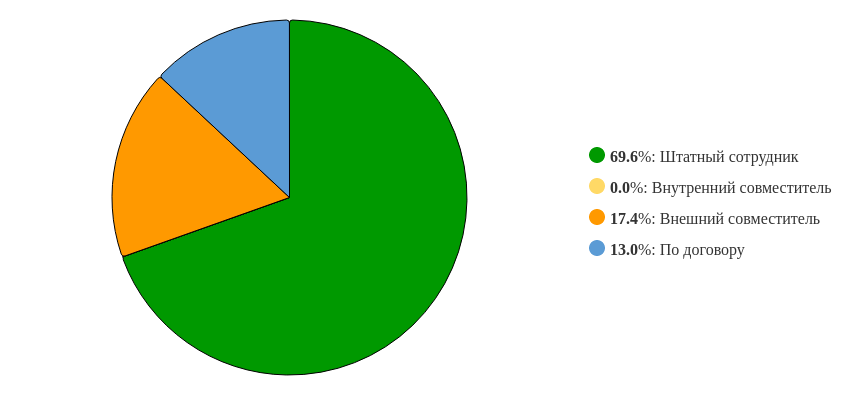 69.6%: Штатный сотрудник
0.0%: Внутренний совместитель
17.4%: Внешний совместитель
13.0%: По договору